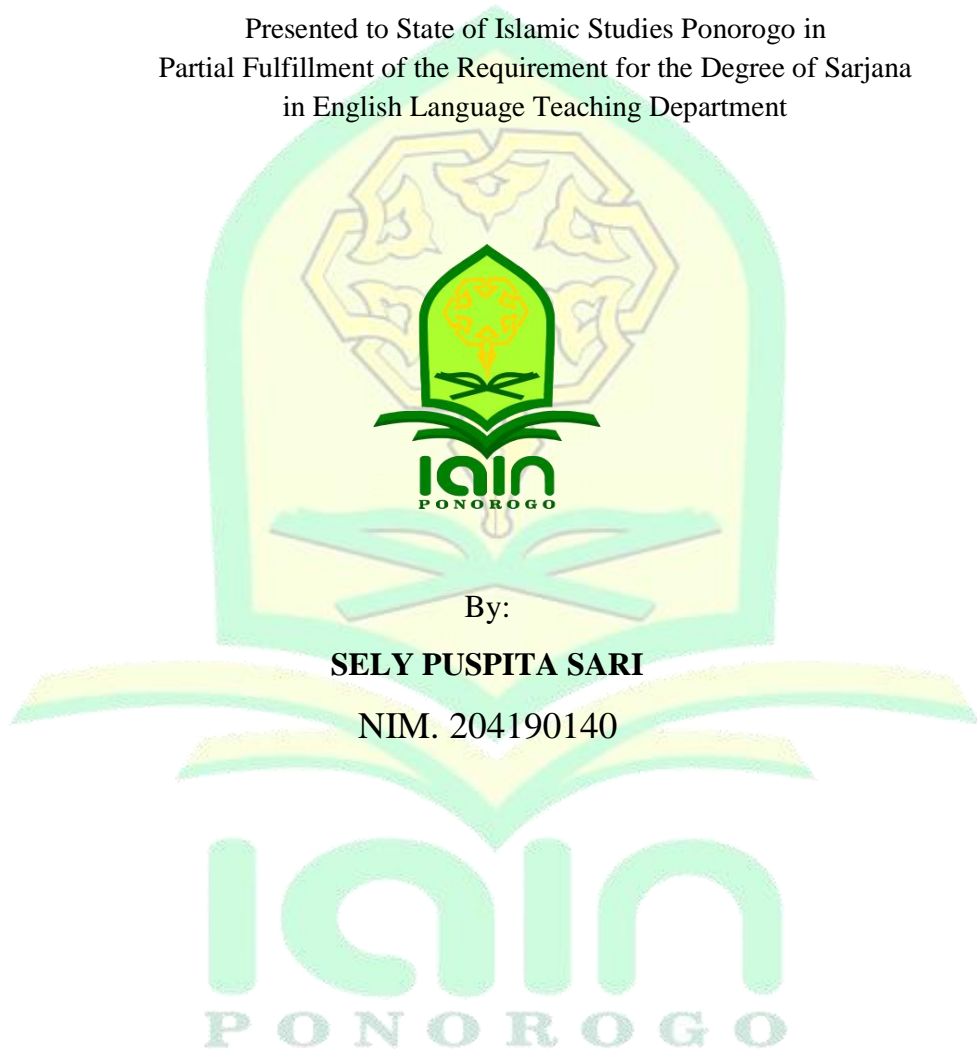 Presented to State of Islamic Studies Ponorogo in
Partial Fulfillment of the Requirement for the Degree of Sarjana
in English Language Teaching Department
IAIN
PONOROGO
By:
SELY PUSPITA SARI
NIM. 204190140
IAIN
PONOROGO